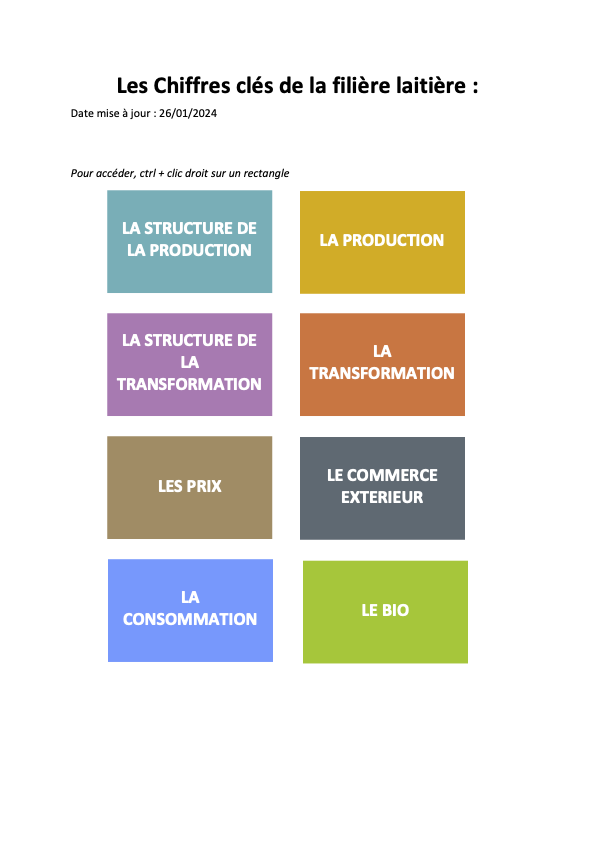 Les Chiffres clés de la filière laitière :
Date mise à jour : 26/01/2024
Pour accéder, ctrl + clic droit sur un rectangle
LA STRUCTURE DE
LA PRODUCTION
LA PRODUCTION
LA STRUCTURE DE
LA
TRANSFORMATION
LA
TRANSFORMATION
LES PRIX
LE COMMERCE
EXTERIEUR
LA
CONSOMMATION
LE BIO